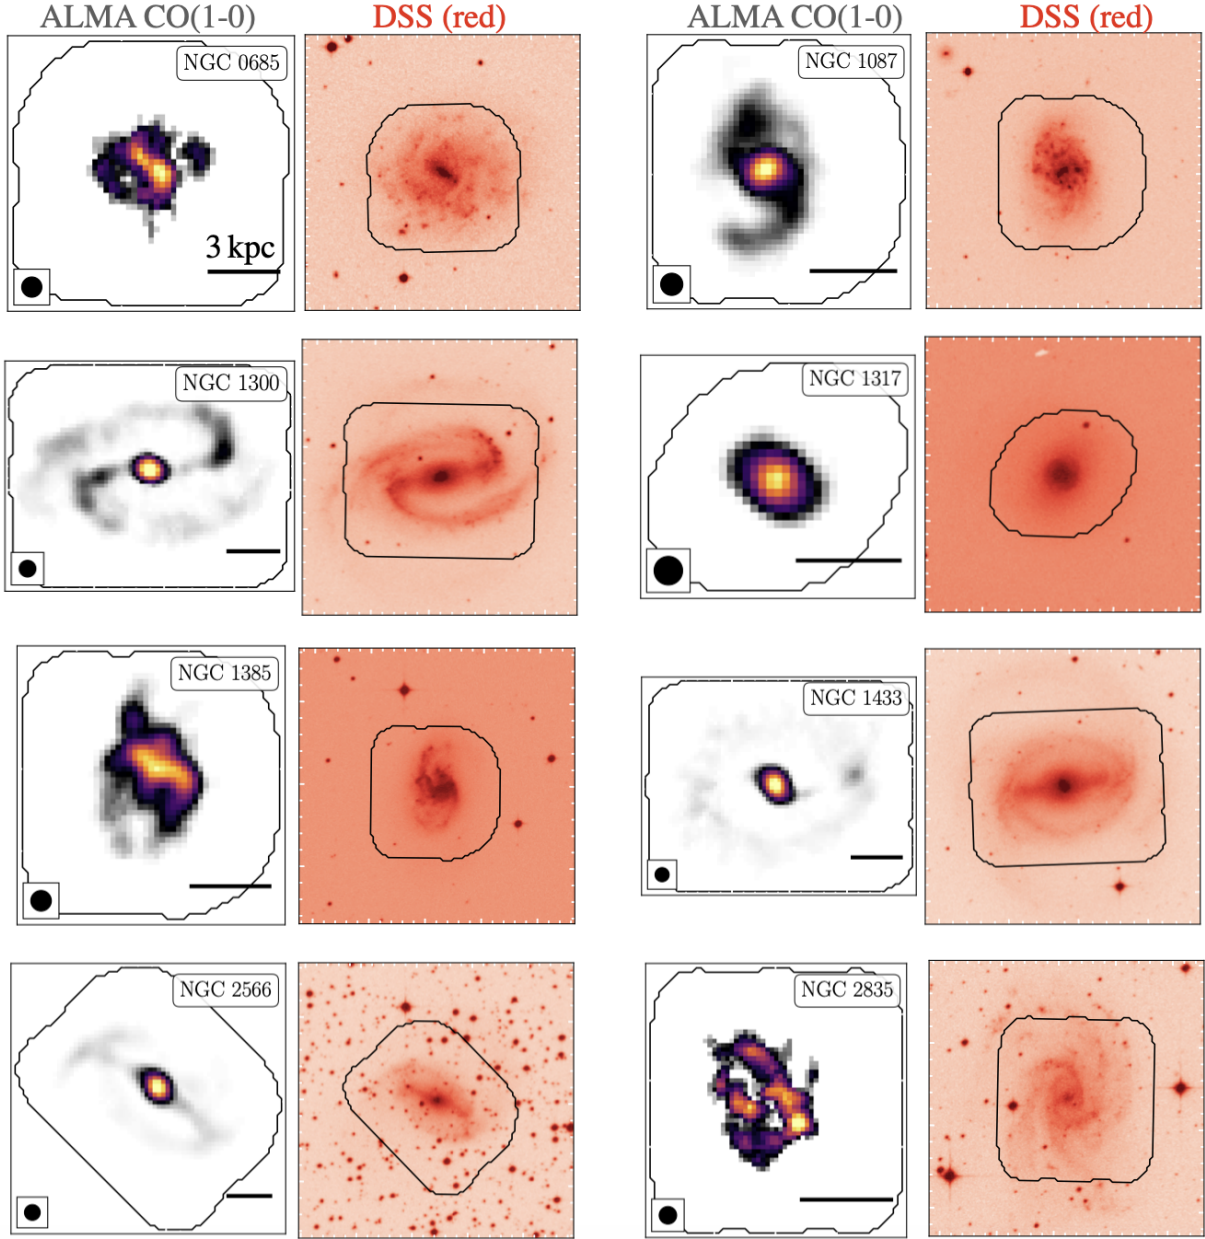 ALMA CO(1-0) DSS (red) ALMA CO(1-0) DSS (red)
NGC 0685
3 kpc
NGC 1087
NGC 1300
NGC 1317
NGC 1385
NGC 1433
NGC 2566
NGC 2835